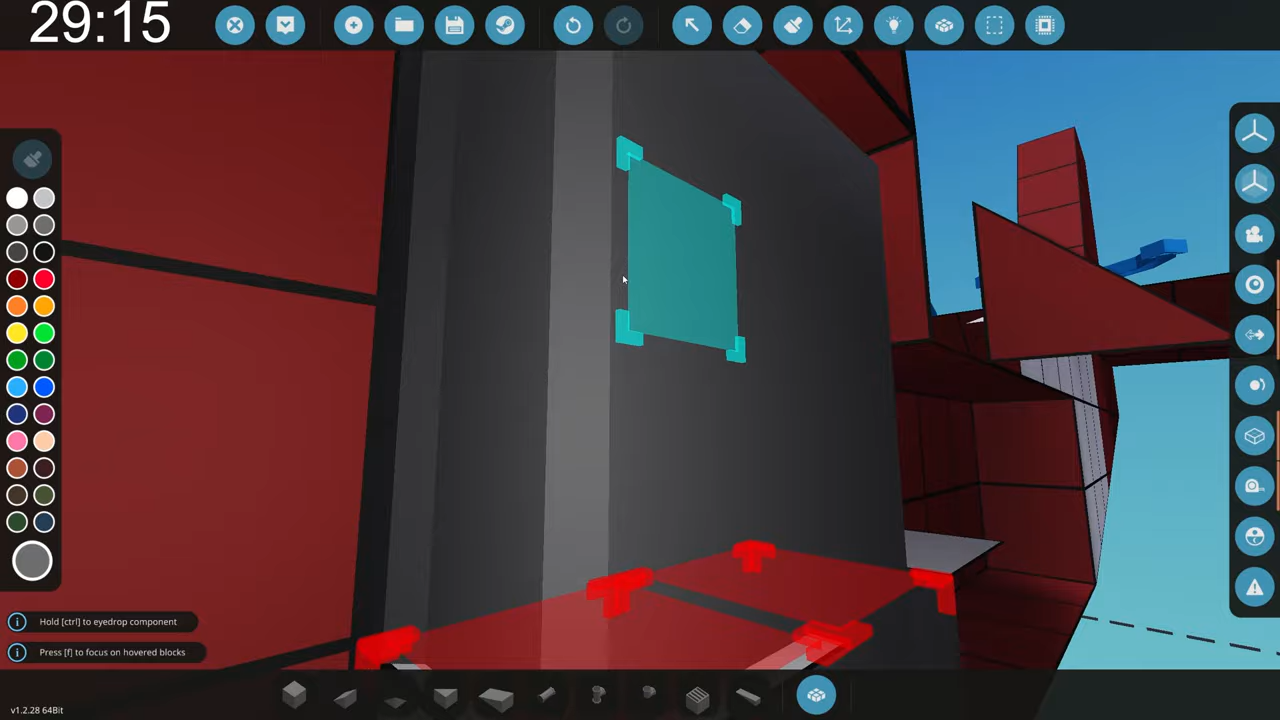 29:15
Hold [ctrl] to eyedrop component
Press [f] to focus on hovered blocks
v1.2.28 64Bit